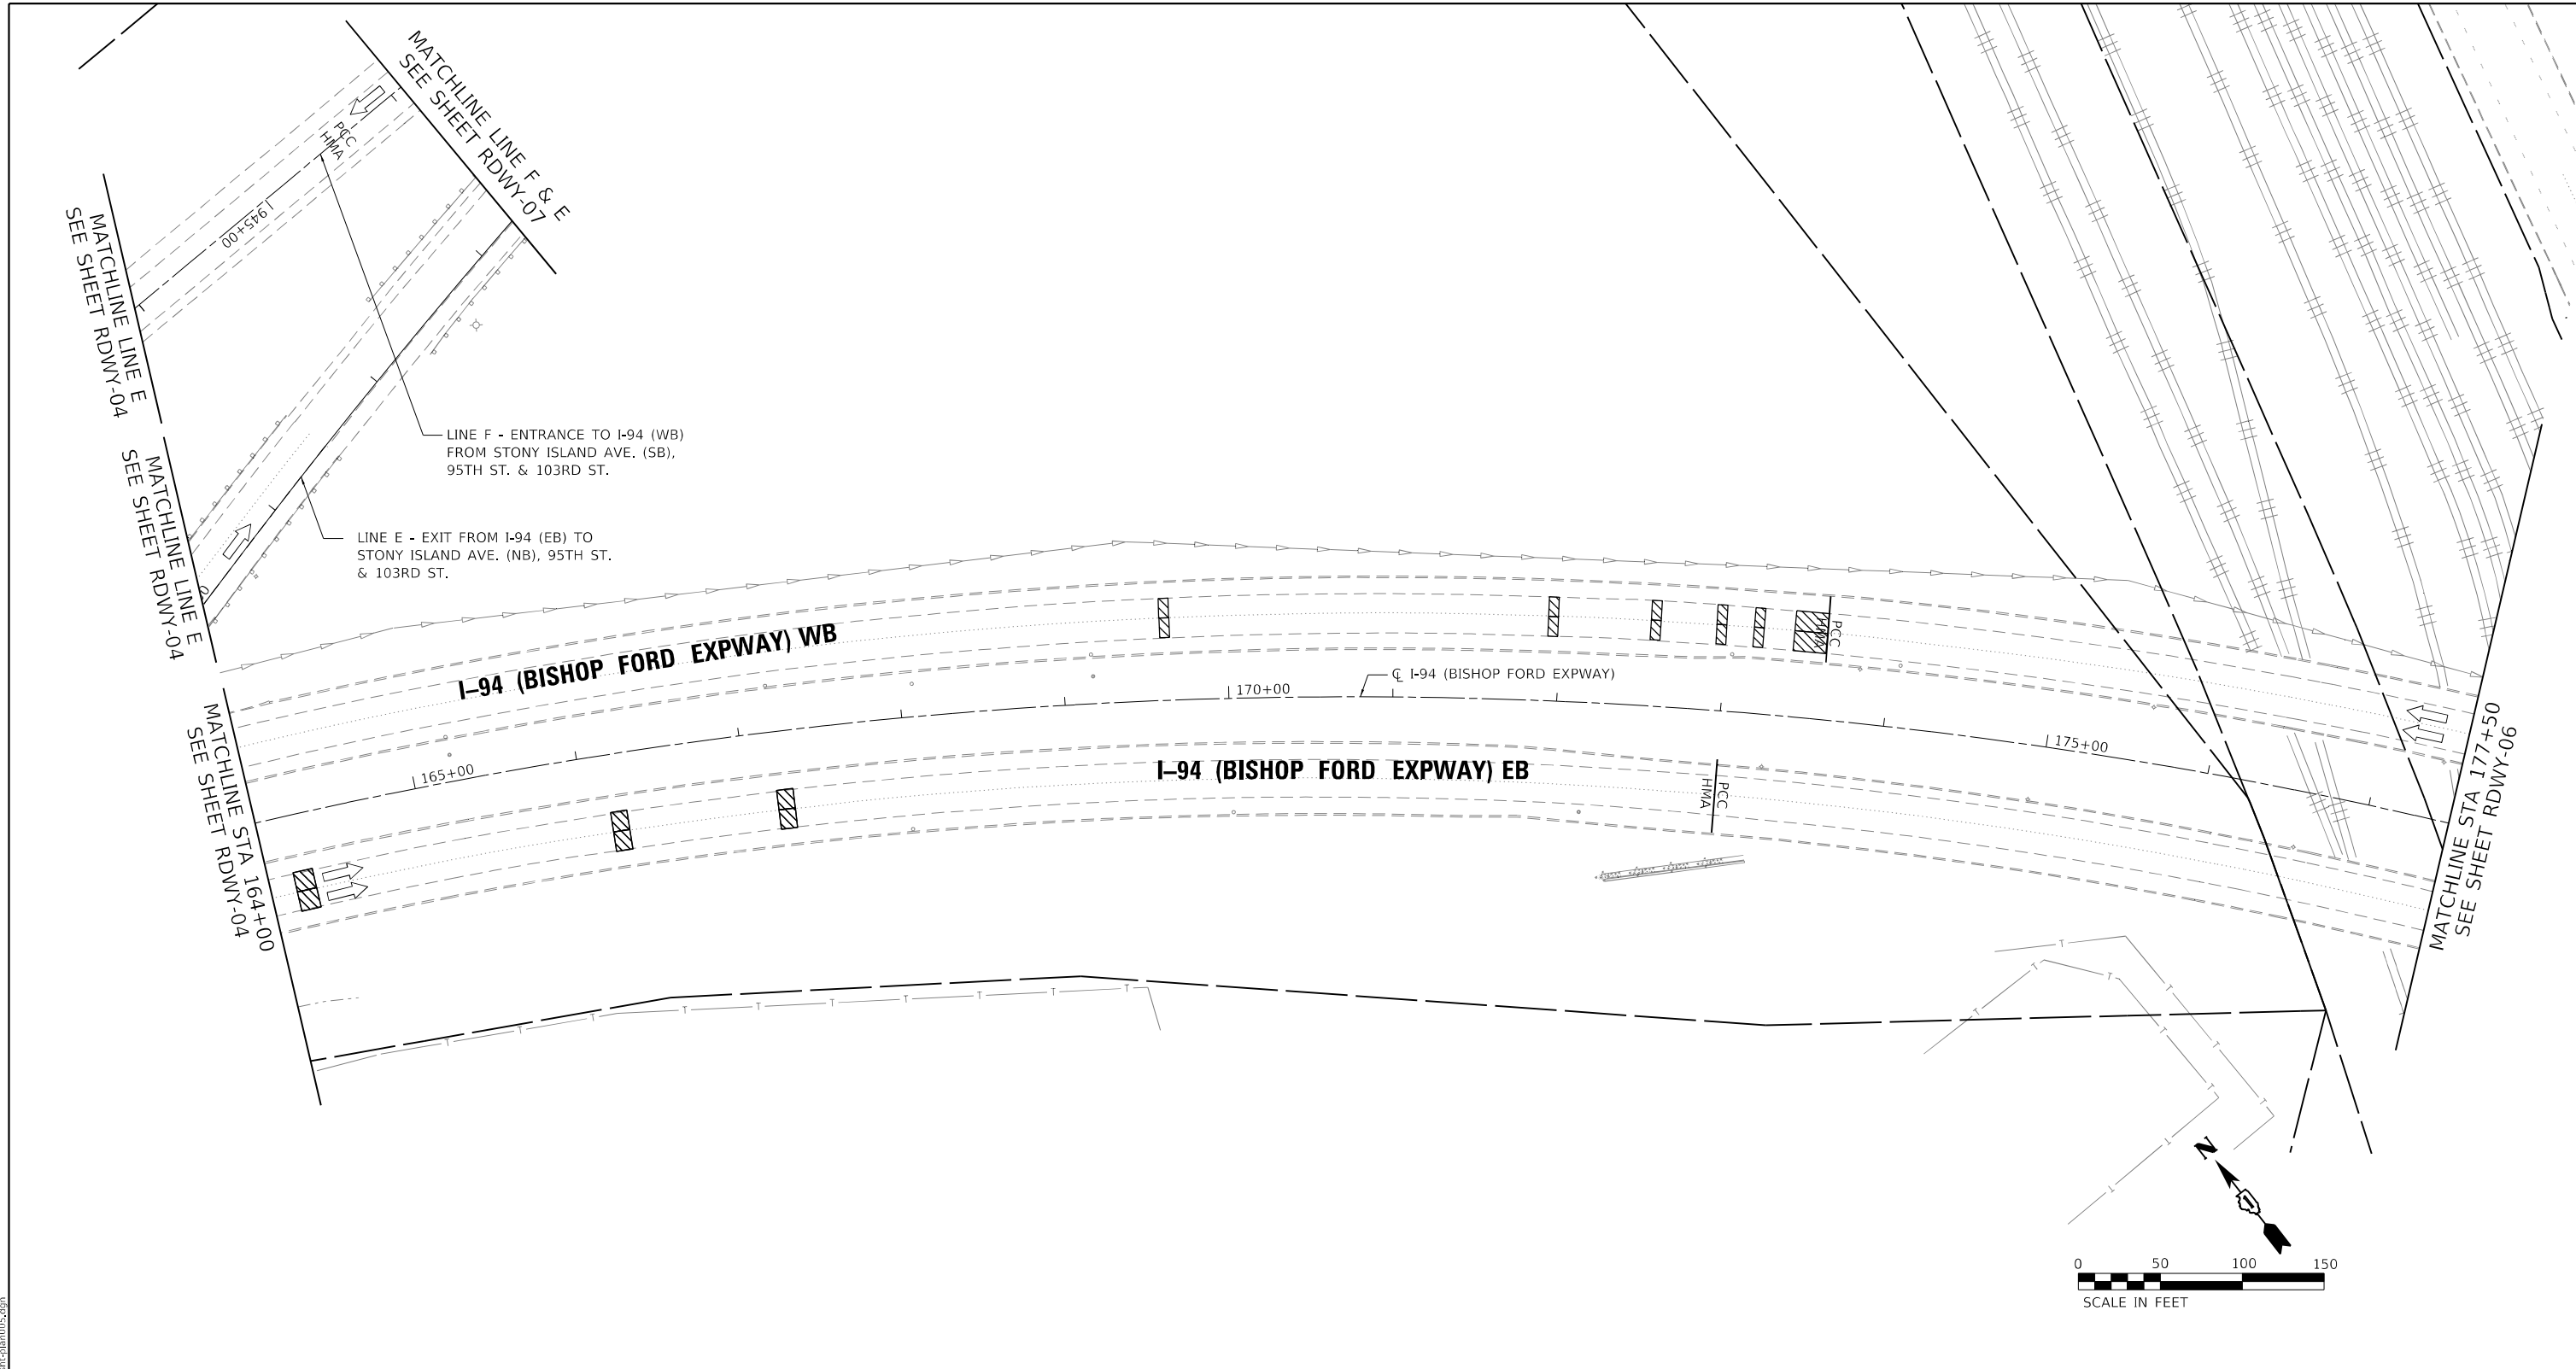 MATCHLINE LINE F & E
SEE SHEET RDWY-07
PCC
HMA
945+00
MATCHLINE LINE E
SEE SHEET RDWY-04
MATCHLINE LINE E
SEE SHEET RDWY-04
LINE F - ENTRANCE TO I-94 (WB)
FROM STONY ISLAND AVE. (SB),
95TH ST. & 103RD ST.
LINE E - EXIT FROM I-94 (EB) TO
STONY ISLAND AVE. (NB), 95TH ST.
& 103RD ST.
0
I-94 (BISHOP FORD EXPWAY) WB
PCC
HMA
℄ I-94 (BISHOP FORD EXPWAY)
165+00
170+00
175+00
I-94 (BISHOP FORD EXPWAY) EB
PCC
HMA
MATCHLINE STA 164+00
SEE SHEET RDWY-04
MATCHLINE STA 177+50
SEE SHEET RDWY-06
T T T T T T T T T T
T T T T T T T T T T
N
0 50 100 150
SCALE IN FEET